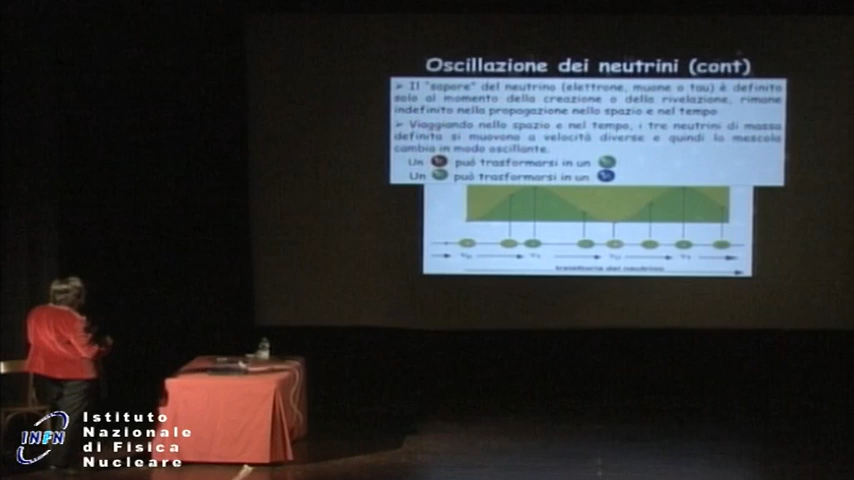 Oscillazione dei neutrini (cont)
➢ Il "sapore" del neutrino (elettrone, muone o tau) è definito
solo al momento della creazione o della rivelazione, rimane
indefinito nella propagazione nello spazio e nel tempo
➢ Viaggiando nello spazio e nel tempo, i tre neutrini di massa
definita si muovono a velocità diverse e quindi la mescola
cambia in modo oscillante.
Un può trasformarsi in un
Un può trasformarsi in un
traiettoria del neutrino
INFN
Istituto
Nazionale
di Fisica
Nucleare